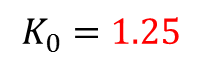 K₀ = 1.25